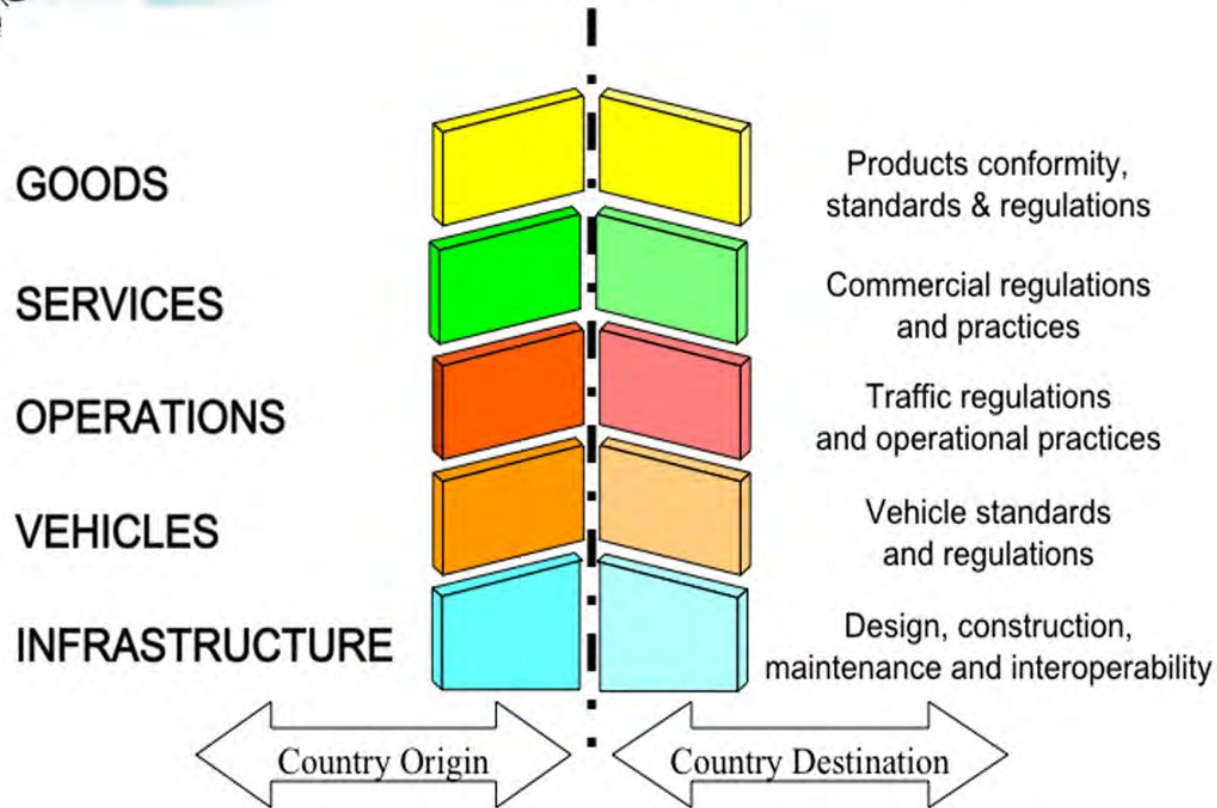 GOODS
Products conformity,
standards & regulations
SERVICES
Commercial regulations
and practices
OPERATIONS
Traffic regulations
and operational practices
VEHICLES
Vehicle standards
and regulations
INFRASTRUCTURE
Design, construction,
maintenance and interoperability
Country Origin
Country Destination